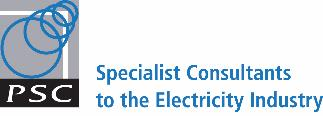 PSC
Specialist Consultants
to the Electricity Industry